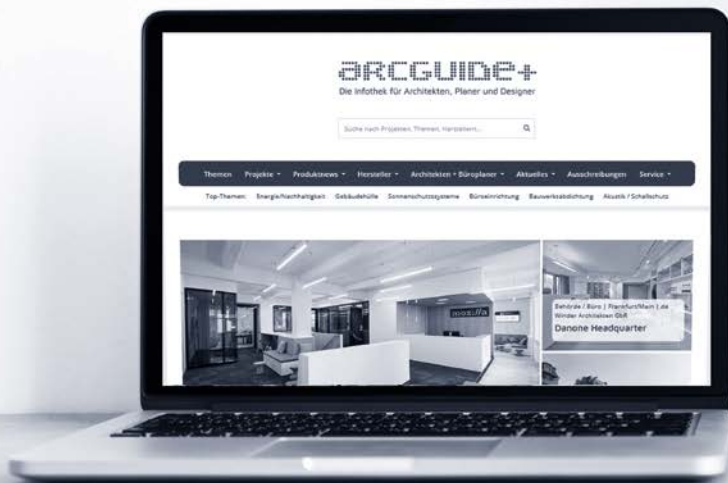 ARCGUIDE+
Die Infothek für Architekten, Planer und Designer
Suche nach Projekten, Themen, Herstellern...
Themen Projekte Produktnews Hersteller Architekten + Büroplaner Aktuelles Ausschreibungen Service
Top-Themen: Energie/Nachhaltigkeit Gebäudehülle Sonnenschutzsysteme Büroeinrichtung Bauwerksabdichtung Akustik / Schallschutz
mozilla
Behörde / Büro | Frankfurt/Main | de
Winder Architekten GbR
Danone Headquarter